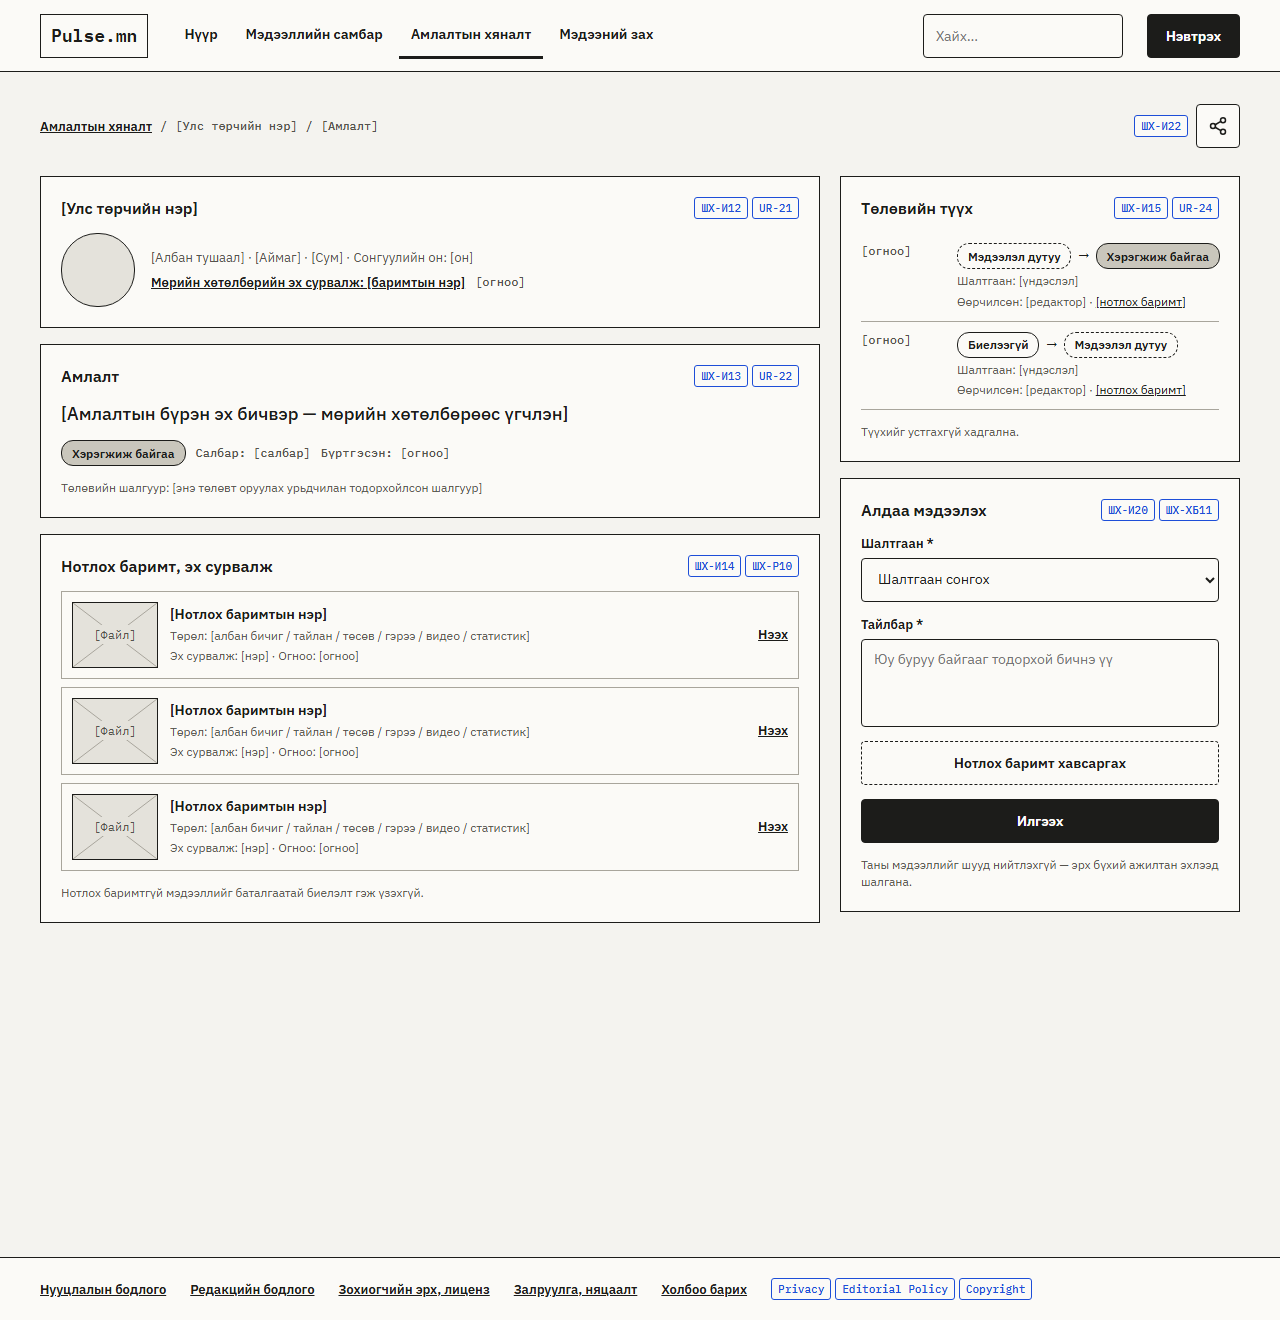 Pulse.mn Нүүр Мэдээллийн самбар Амлалтын хяналт Мэдээний зах Хайх... Нэвтрэх
Амлалтын хяналт / [Улс төрчийн нэр] / [Амлалт] ШХ-И22
[Улс төрчийн нэр] ШХ-И12 UR-21
[Албан тушаал] · [Аймаг] · [Сум] · Сонгуулийн он: [он]
Мөрийн хөтөлбөрийн эх сурвалж: [баримтын нэр] [огноо]
Амлалт ШХ-И13 UR-22
[Амлалтын бүрэн эх бичвэр — мөрийн хөтөлбөрөөс үгчлэн]
Хэрэгжиж байгаа Салбар: [салбар] Бүртгэсэн: [огноо]
Төлөвийн шалгуур: [энэ төлөвт оруулах урьдчилан тодорхойлсон шалгуур]
Нотлох баримт, эх сурвалж ШХ-И14 ШХ-Р10
[Файл]
[Нотлох баримтын нэр]
Төрөл: [албан бичиг / тайлан / төсөв / гэрээ / видео / статистик]
Эх сурвалж: [нэр] · Огноо: [огноо]
Нээх
[Файл]
[Нотлох баримтын нэр]
Төрөл: [албан бичиг / тайлан / төсөв / гэрээ / видео / статистик]
Эх сурвалж: [нэр] · Огноо: [огноо]
Нээх
[Файл]
[Нотлох баримтын нэр]
Төрөл: [албан бичиг / тайлан / төсөв / гэрээ / видео / статистик]
Эх сурвалж: [нэр] · Огноо: [огноо]
Нээх
Нотлох баримтгүй мэдээллийг баталгаатай биелэлт гэж үзэхгүй.
Төлөвийн түүх ШХ-И15 UR-24
[огноо] Мэдээлэл дутуу → Хэрэгжиж байгаа
Шалтгаан: [үндэслэл]
Өөрчилсөн: [редактор] · [нотлох баримт]
[огноо] Биелээгүй → Мэдээлэл дутуу
Шалтгаан: [үндэслэл]
Өөрчилсөн: [редактор] · [нотлох баримт]
Түүхийг устгахгүй хадгална.
Алдаа мэдээлэх ШХ-И20 ШХ-ХБ11
Шалтгаан *
Шалтгаан сонгох
Тайлбар *
Юу буруу байгааг тодорхой бичнэ үү
Нотлох баримт хавсаргах
Илгээх
Таны мэдээллийг шууд нийтлэхгүй — эрх бүхий ажилтан эхлээд
шалгана.
Нууцлалын бодлого Редакцийн бодлого Зохиогчийн эрх, лиценз Залруулга, няцаалт Холбоо барих Privacy Editorial Policy Copyright